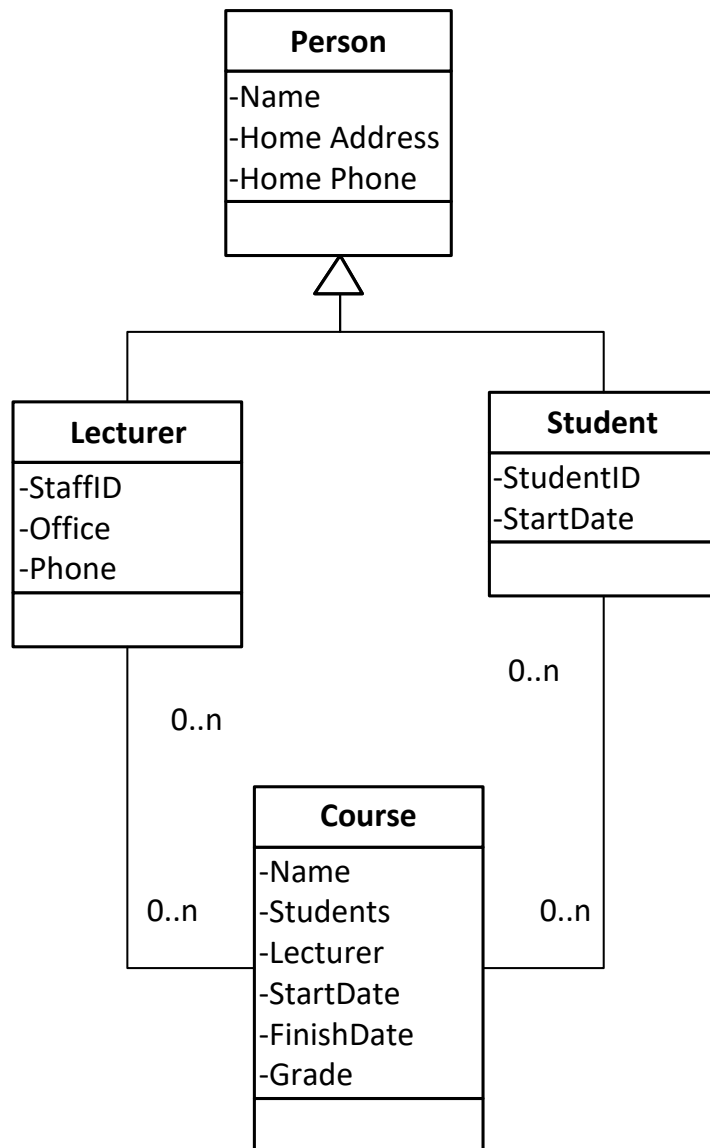 Person
-Name
-Home Address
-Home Phone
Lecturer
-StaffID
-Office
-Phone
Student
-StudentID
-StartDate
0..n
0..n
Course
-Name
-Students
-Lecturer
-StartDate
-FinishDate
-Grade
0..n
0..n